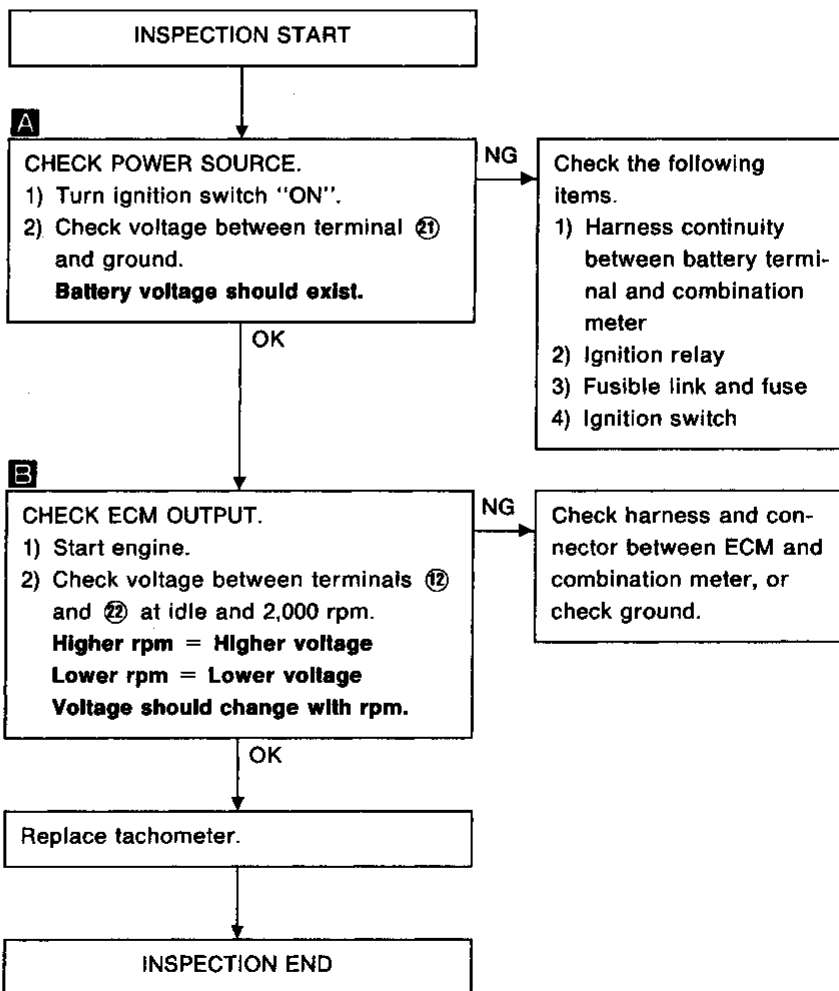 INSPECTION START
A
CHECK POWER SOURCE.
1) Turn ignition switch "ON".
2) Check voltage between terminal ㉑
and ground.
Battery voltage should exist.
NG
Check the following
items.
1) Harness continuity
between battery termi-
nal and combination
meter
2) Ignition relay
3) Fusible link and fuse
4) Ignition switch
OK
B
CHECK ECM OUTPUT.
1) Start engine.
2) Check voltage between terminals ⑫
and ㉒ at idle and 2,000 rpm.
Higher rpm = Higher voltage
Lower rpm = Lower voltage
Voltage should change with rpm.
NG
Check harness and con-
nector between ECM and
combination meter, or
check ground.
OK
Replace tachometer.
INSPECTION END